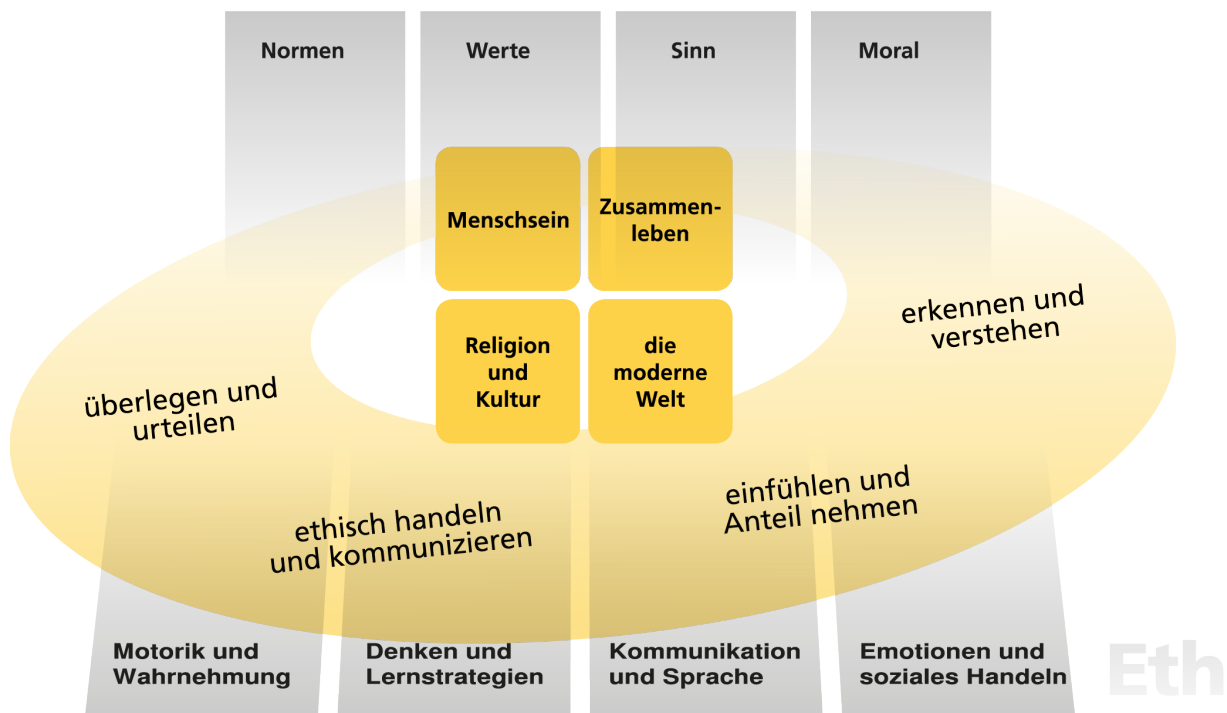 Normen
Werte
Sinn
Moral
Menschsein
Zusammen-
leben
Religion
und
Kultur
die
moderne
Welt
erkennen und
verstehen
überlegen und
urteilen
einfühlen und
Anteil nehmen
ethisch handeln
und kommunizieren
Motorik und
Wahrnehmung
Denken und
Lernstrategien
Kommunikation
und Sprache
Emotionen und
soziales Handeln
Eth